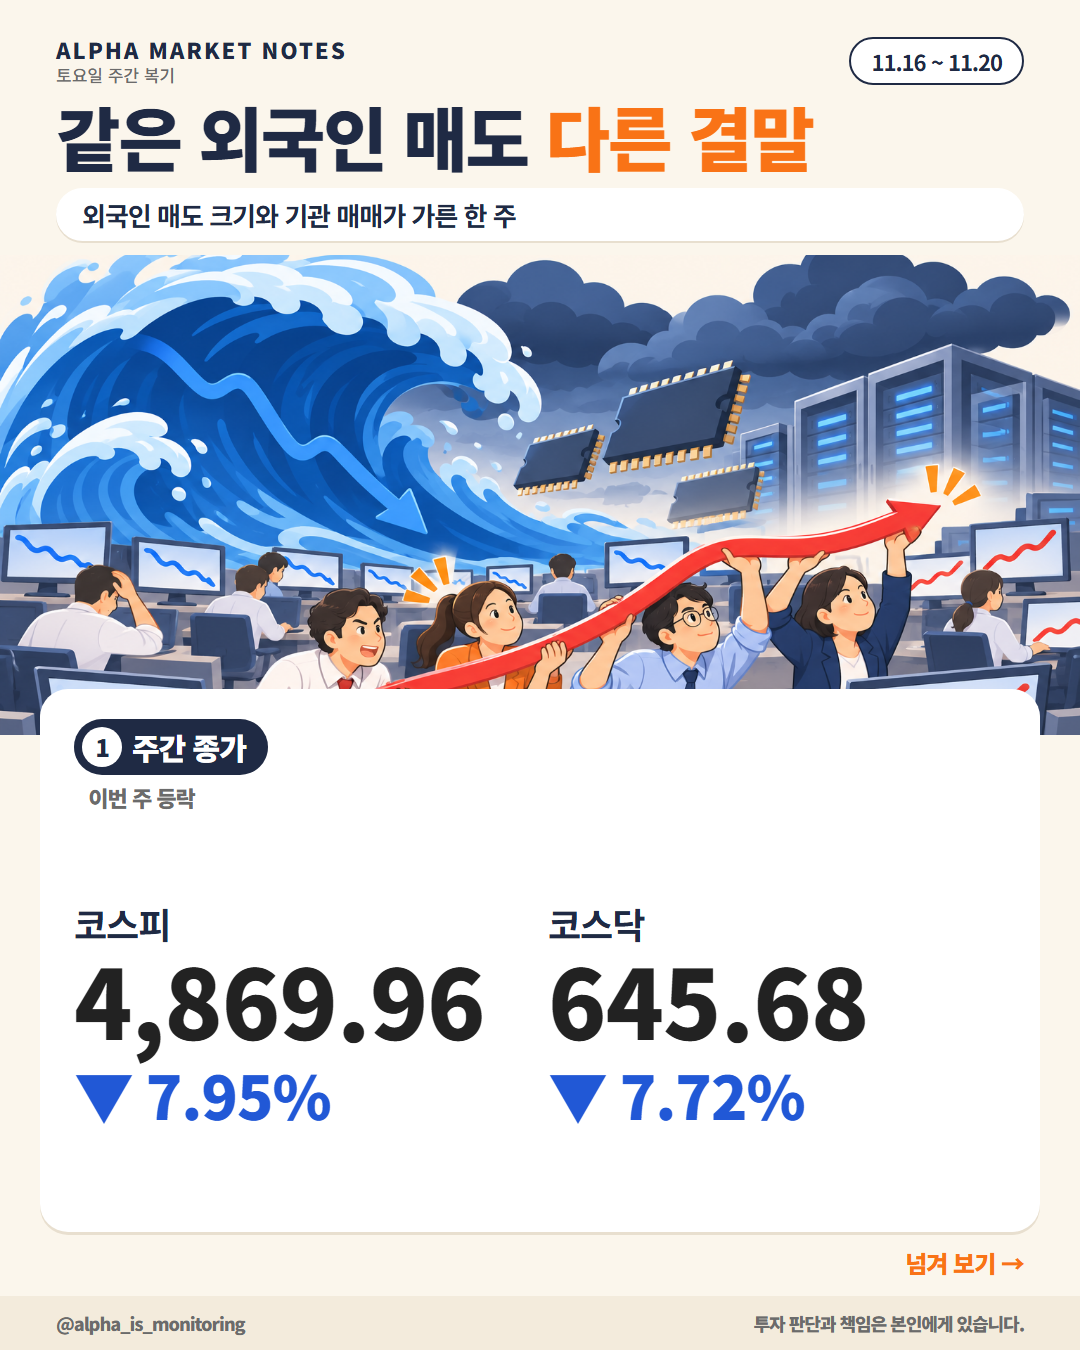 ALPHA MARKET NOTES
토요일 주간 복기
11.16 ~ 11.20
같은 외국인 매도 다른 결말
외국인 매도 크기와 기관 매매가 가른 한 주
1 주간 종가
이번 주 등락
코스피
4,869.96
▼ 7.95%
코스닥
645.68
▼ 7.72%
넘겨 보기 →
@alpha_is_monitoring
투자 판단과 책임은 본인에게 있습니다.